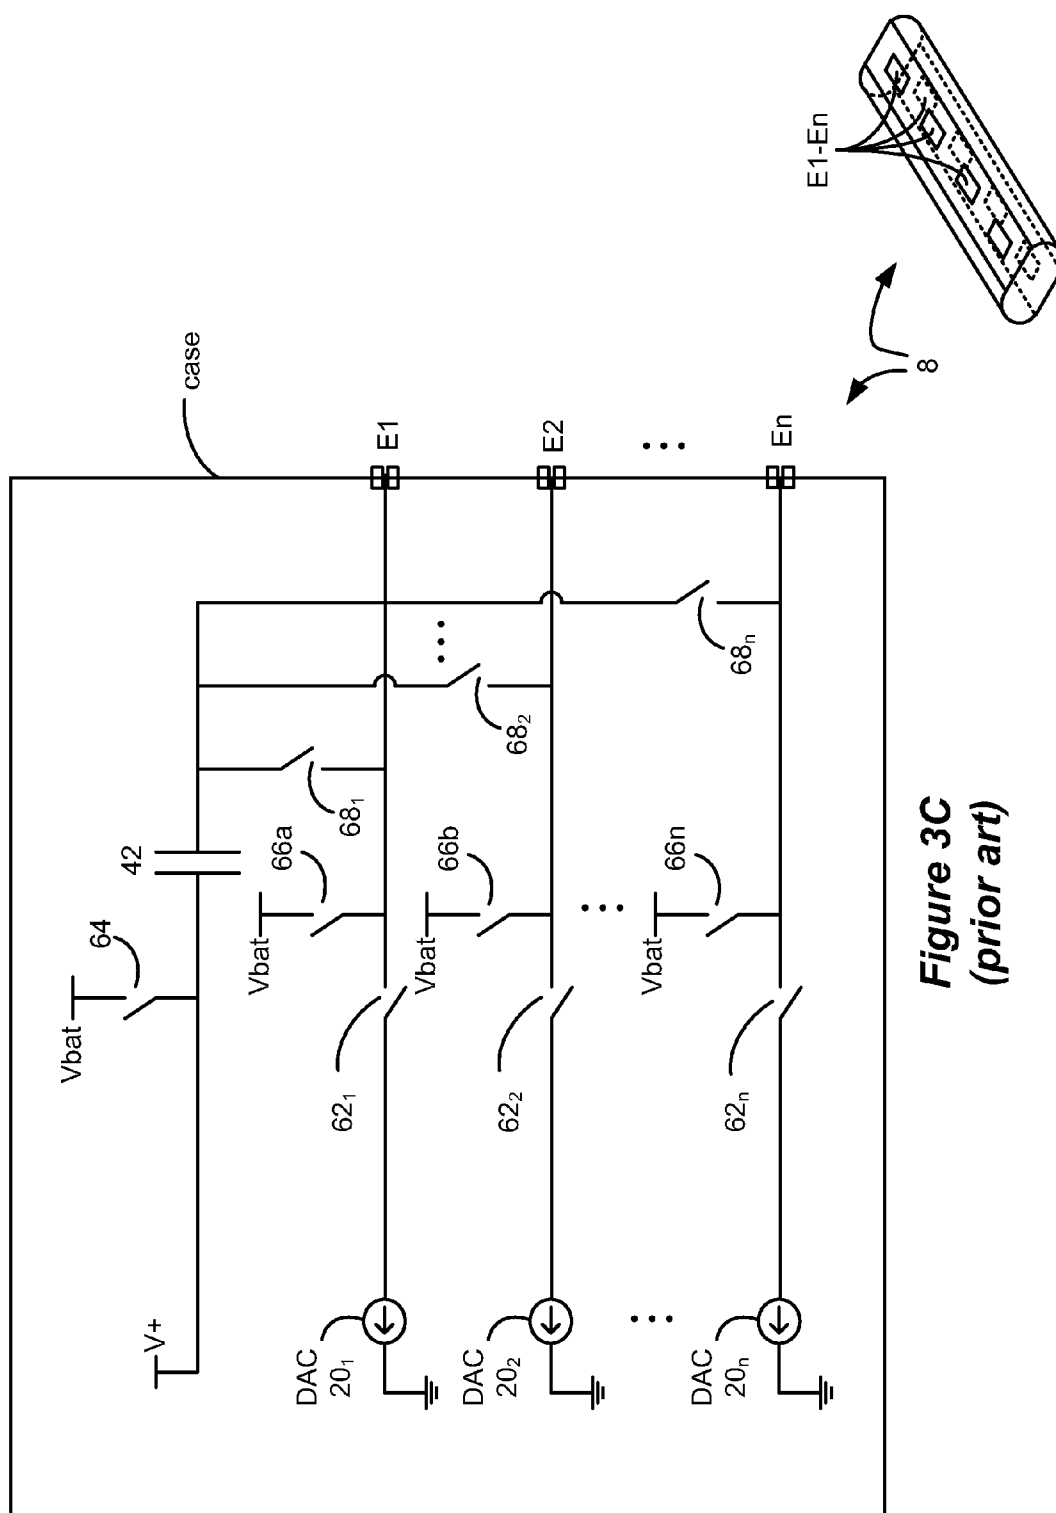 case
V+
Vbat
64
42
Vbat
66a
68₁
DAC
20₁
62₁
E1
Vbat
66b
68₂
DAC
20₂
62₂
E2
Vbat
66n
68ₙ
DAC
20ₙ
62ₙ
En
8
E1-En
Figure 3C
(prior art)